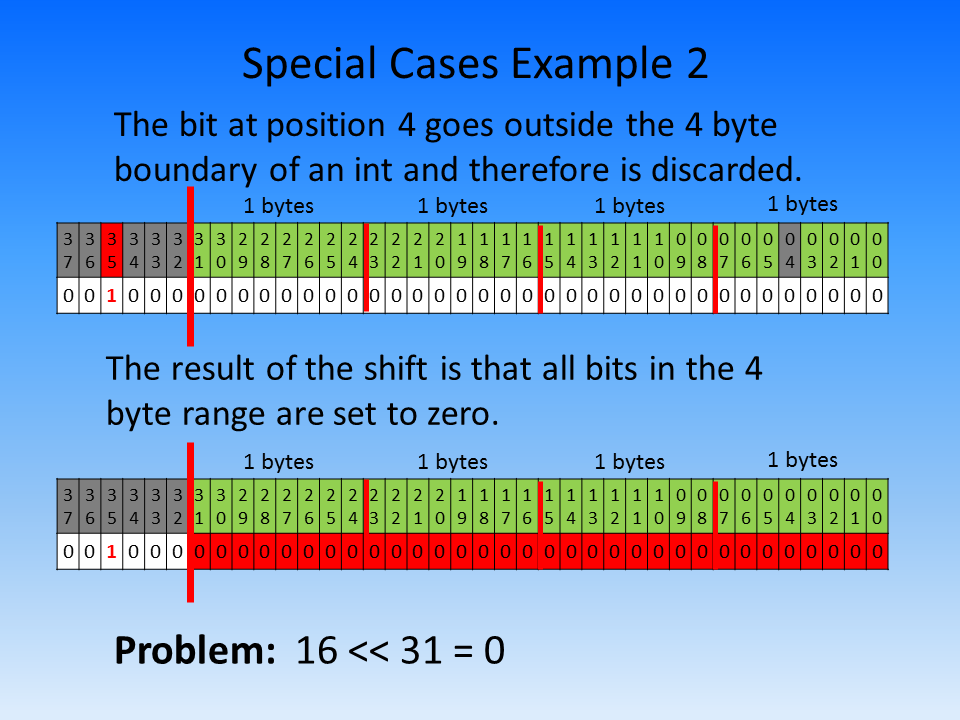 Special Cases Example 2
The bit at position 4 goes outside the 4 byte
boundary of an int and therefore is discarded.
1 bytes 1 bytes 1 bytes 1 bytes
37 36 35 34 33 32 31 30 29 28 27 26 25 24 23 22 21 20 19 18 17 16 15 14 13 12 11 10 09 08 07 06 05 04 03 02 01 00
0 0 1 0 0 0 0 0 0 0 0 0 0 0 0 0 0 0 0 0 0 0 0 0 0 0 0 0 0 0 0 0 0 0 0 0 0 0
The result of the shift is that all bits in the 4
byte range are set to zero.
1 bytes 1 bytes 1 bytes 1 bytes
37 36 35 34 33 32 31 30 29 28 27 26 25 24 23 22 21 20 19 18 17 16 15 14 13 12 11 10 09 08 07 06 05 04 03 02 01 00
0 0 1 0 0 0 0 0 0 0 0 0 0 0 0 0 0 0 0 0 0 0 0 0 0 0 0 0 0 0 0 0 0 0 0 0 0 0
Problem: 16 << 31 = 0